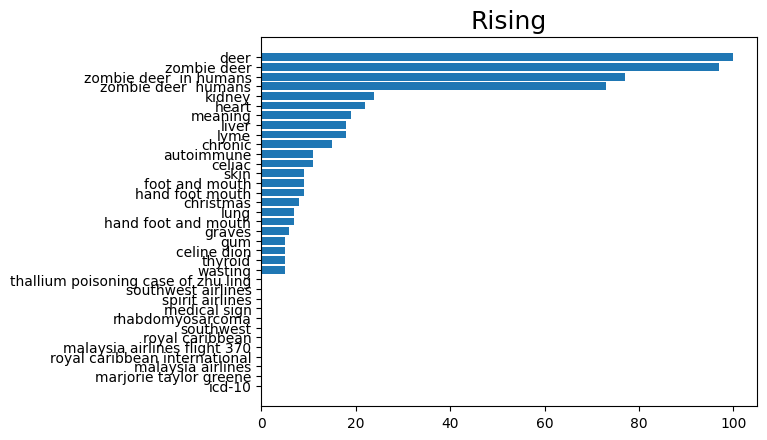 Rising
deer
zombie deer
zombie deer  in humans
zombie deer  humans
kidney
heart
meaning
liver
lyme
chronic
autoimmune
celiac
skin
foot and mouth
hand foot mouth
christmas
lung
hand foot and mouth
graves
gum
celine dion
thyroid
wasting
thallium poisoning case of zhu ling
southwest airlines
spirit airlines
medical sign
rhabdomyosarcoma
southwest
royal caribbean
malaysia airlines flight 370
royal caribbean international
malaysia airlines
marjorie taylor greene
icd-10
0 20 40 60 80 100